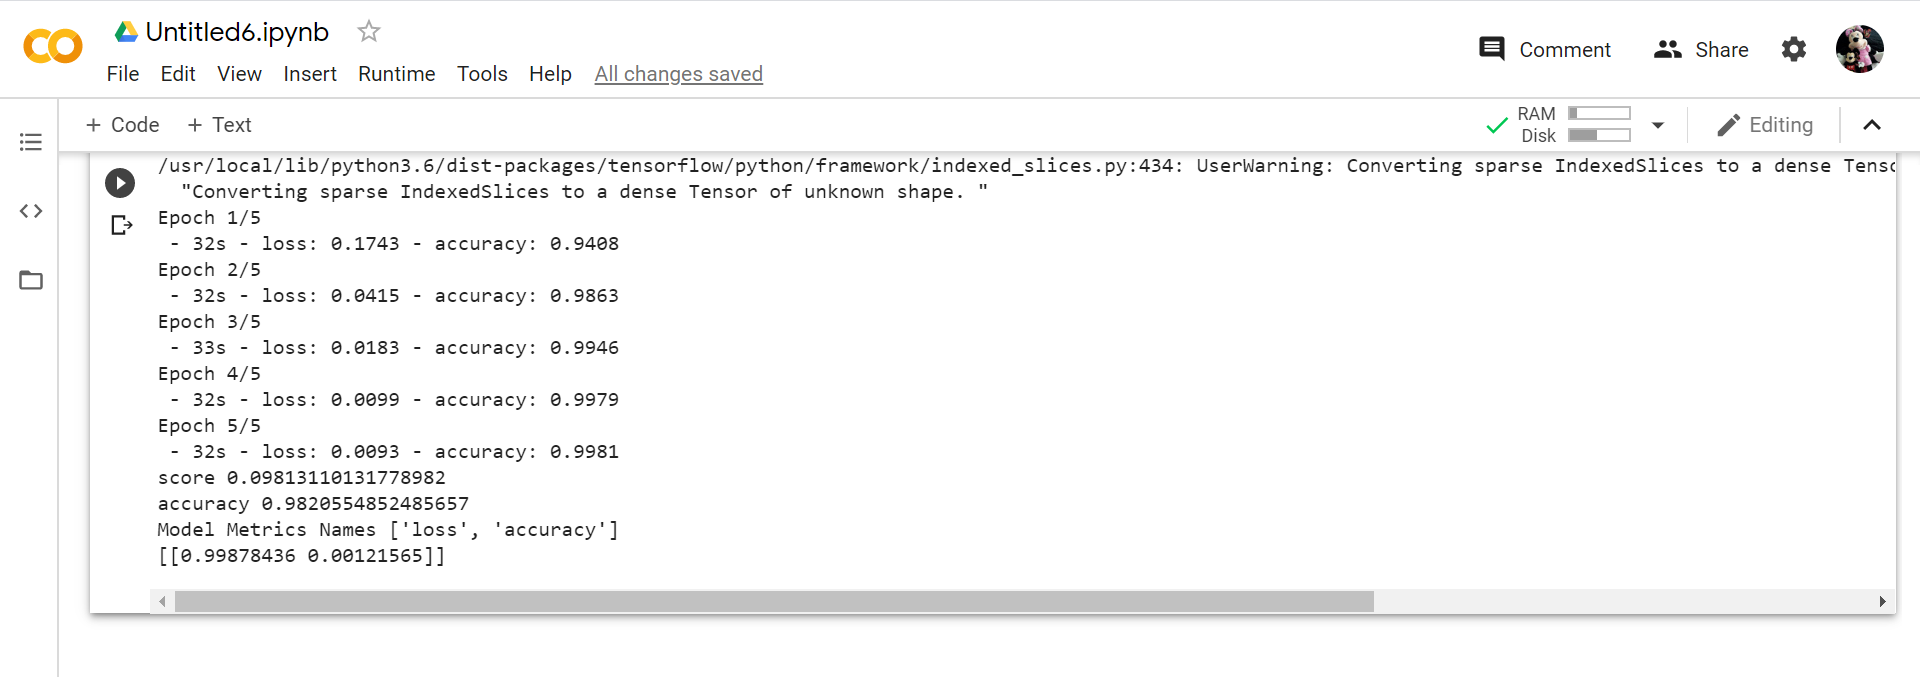 Untitled6.ipynb
File Edit View Insert Runtime Tools Help All changes saved
Comment Share
+ Code + Text
RAM
Disk
Editing
/usr/local/lib/python3.6/dist-packages/tensorflow/python/framework/indexed_slices.py:434: UserWarning: Converting sparse IndexedSlices to a dense Tens
"Converting sparse IndexedSlices to a dense Tensor of unknown shape. "
Epoch 1/5
- 32s - loss: 0.1743 - accuracy: 0.9408
Epoch 2/5
- 32s - loss: 0.0415 - accuracy: 0.9863
Epoch 3/5
- 33s - loss: 0.0183 - accuracy: 0.9946
Epoch 4/5
- 32s - loss: 0.0099 - accuracy: 0.9979
Epoch 5/5
- 32s - loss: 0.0093 - accuracy: 0.9981
score 0.09813110131778982
accuracy 0.9820554852485657
Model Metrics Names ['loss', 'accuracy']
[[0.99878436 0.00121565]]